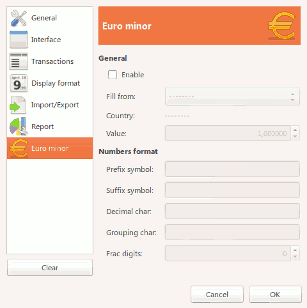 General
Interface
Transactions
Display format
Import/Export
Report
Euro minor
Clear
Euro minor
General
Enable
Fill from: --------
Country: --------
Value: 1,000000
Numbers format
Prefix symbol:
Suffix symbol:
Decimal char:
Grouping char:
Frac digits: 0
Cancel
OK